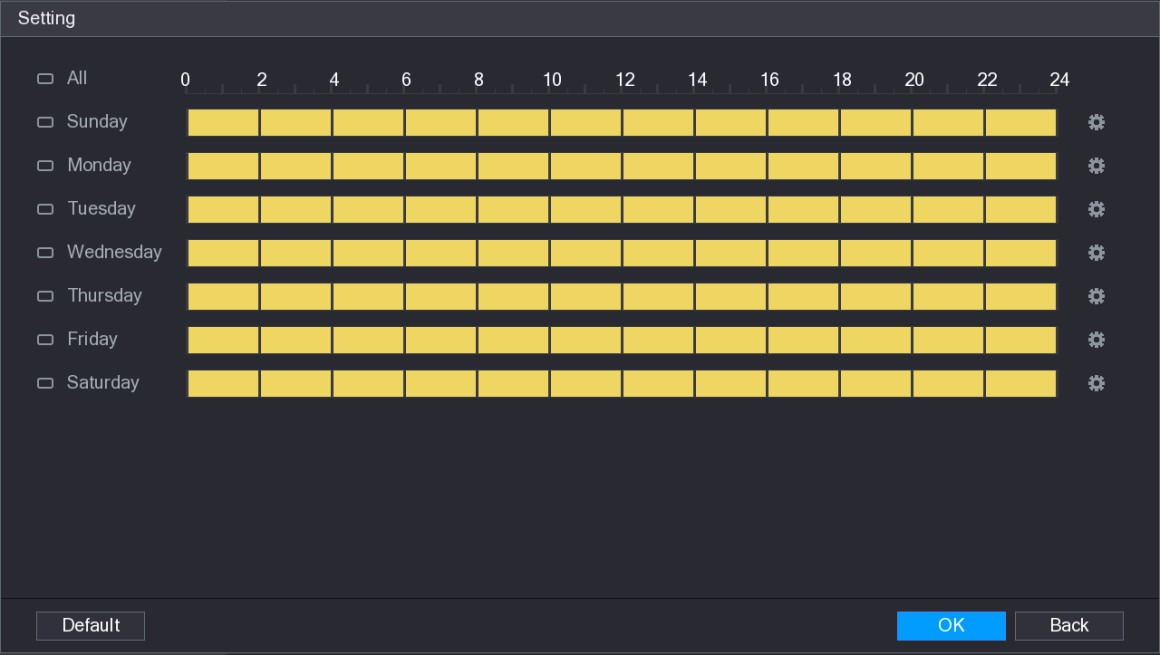 Setting
All 0 2 4 6 8 10 12 14 16 18 20 22 24
Sunday
Monday
Tuesday
Wednesday
Thursday
Friday
Saturday
Default OK Back